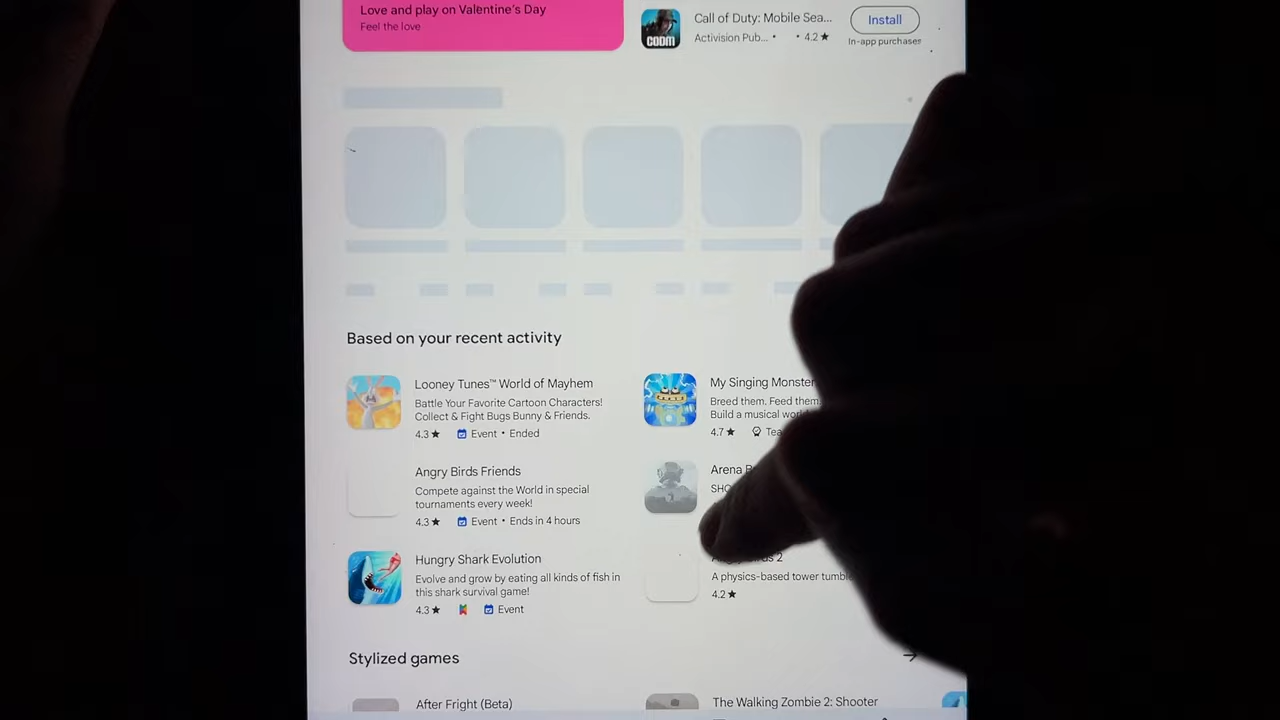 Love and play on Valentine's Day
Feel the love
CODM
Call of Duty: Mobile Sea...
Activision Pub... • • 4.2★
Install
In-app purchases
Based on your recent activity
Looney Tunes™ World of Mayhem
Battle Your Favorite Cartoon Characters!
Collect & Fight Bugs Bunny & Friends.
4.3★ Event • Ended
My Singing Monster
Breed them. Feed them.
Build a musical
4.7★
Angry Birds Friends
Compete against the World in special
tournaments every week!
4.3★ Event • Ends in 4 hours
Arena
Hungry Shark Evolution
Evolve and grow by eating all kinds of fish in
this shark survival game!
4.3★ Event
2
A physics-based tower
4.2★
Stylized games
After Fright (Beta)
The Walking Zombie 2: Shooter